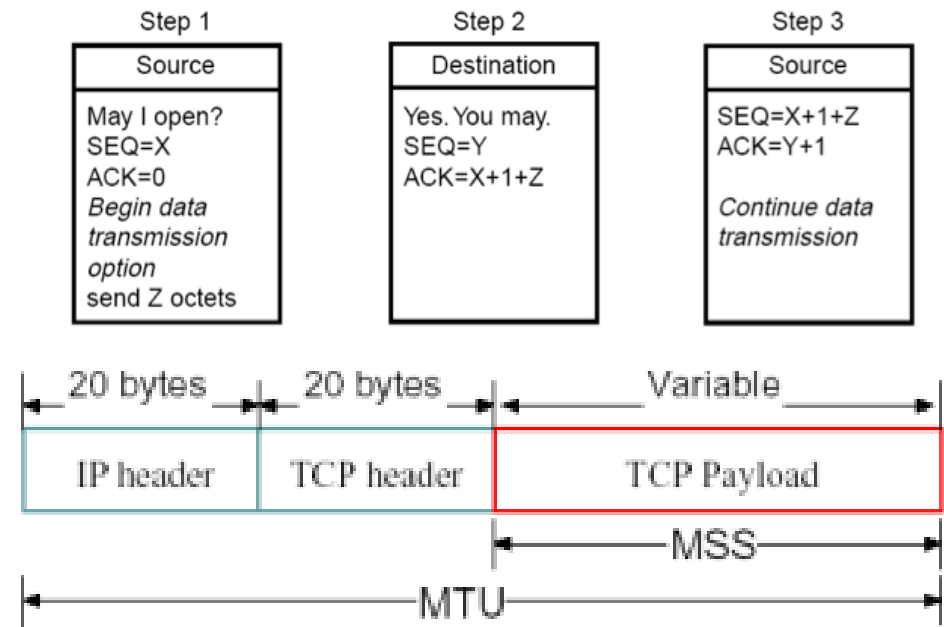 Step 1
Source
May I open?
SEQ=X
ACK=0
Begin data
transmission
option
send Z octets
Step 2
Destination
Yes. You may.
SEQ=Y
ACK=X+1+Z
Step 3
Source
SEQ=X+1+Z
ACK=Y+1
Continue data
transmission
20 bytes
20 bytes
Variable
IP header
TCP header
TCP Payload
MSS
MTU